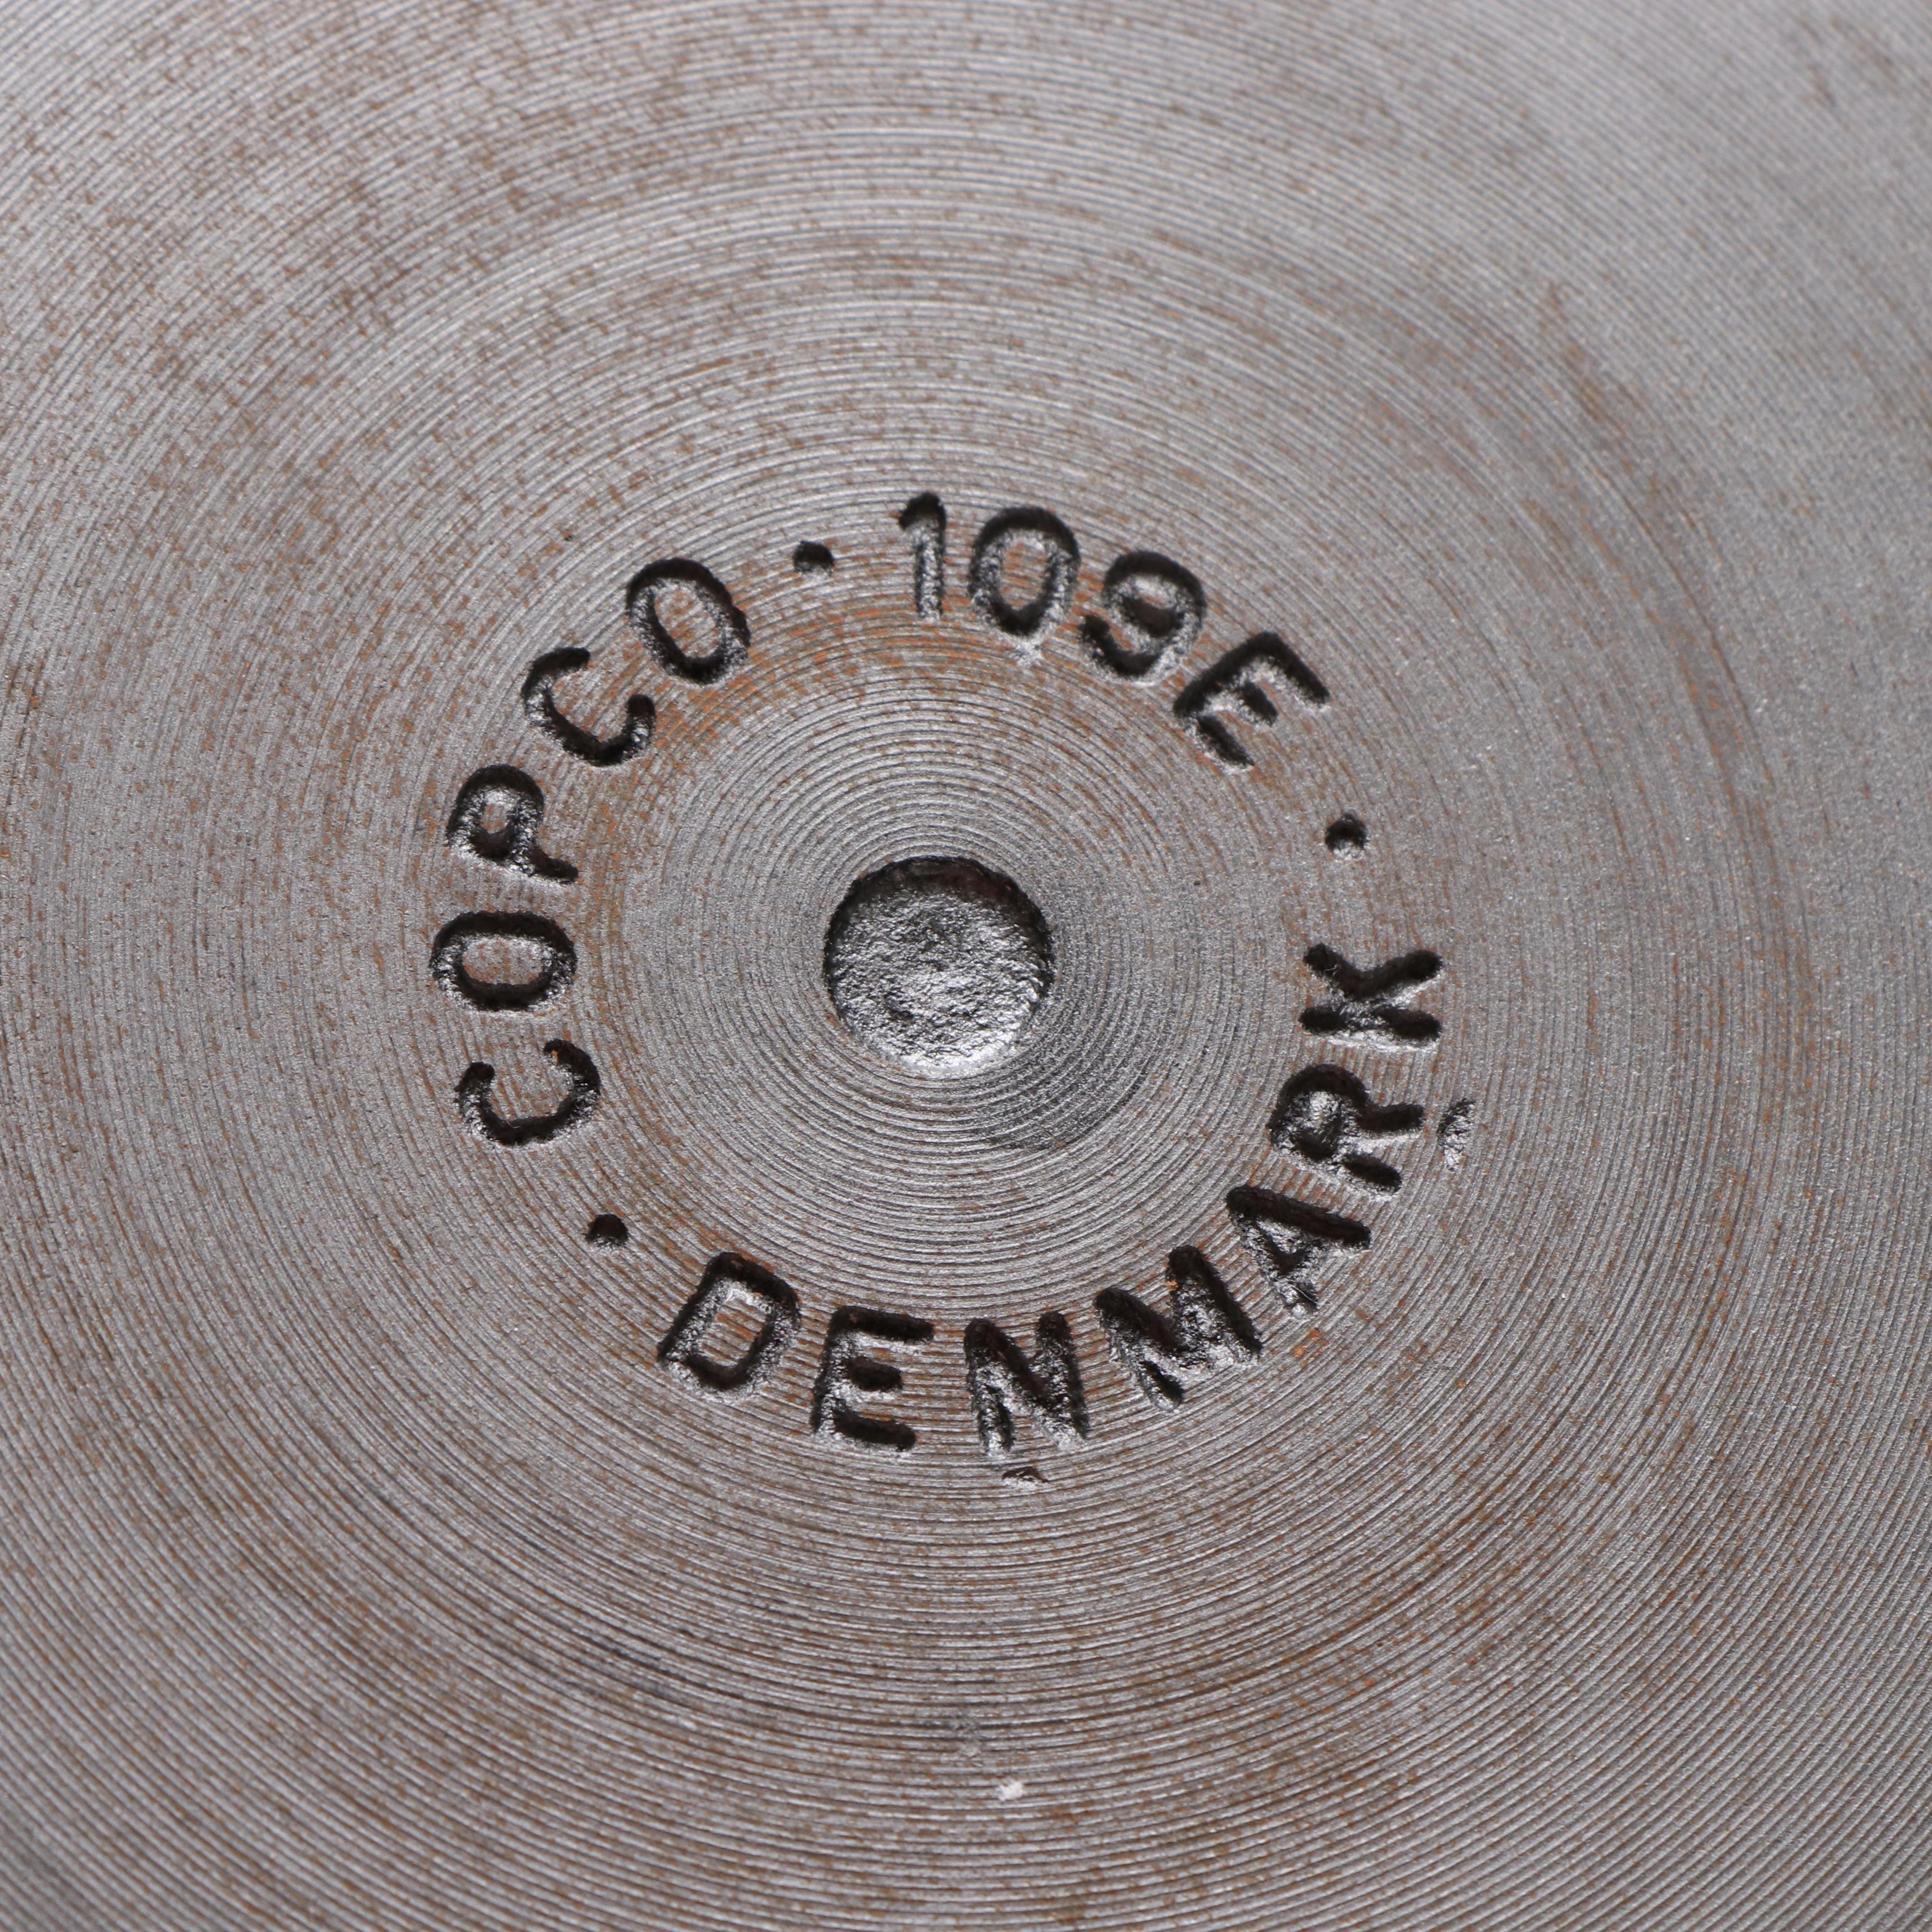 COPCO · 109E ·
DENMARK ·